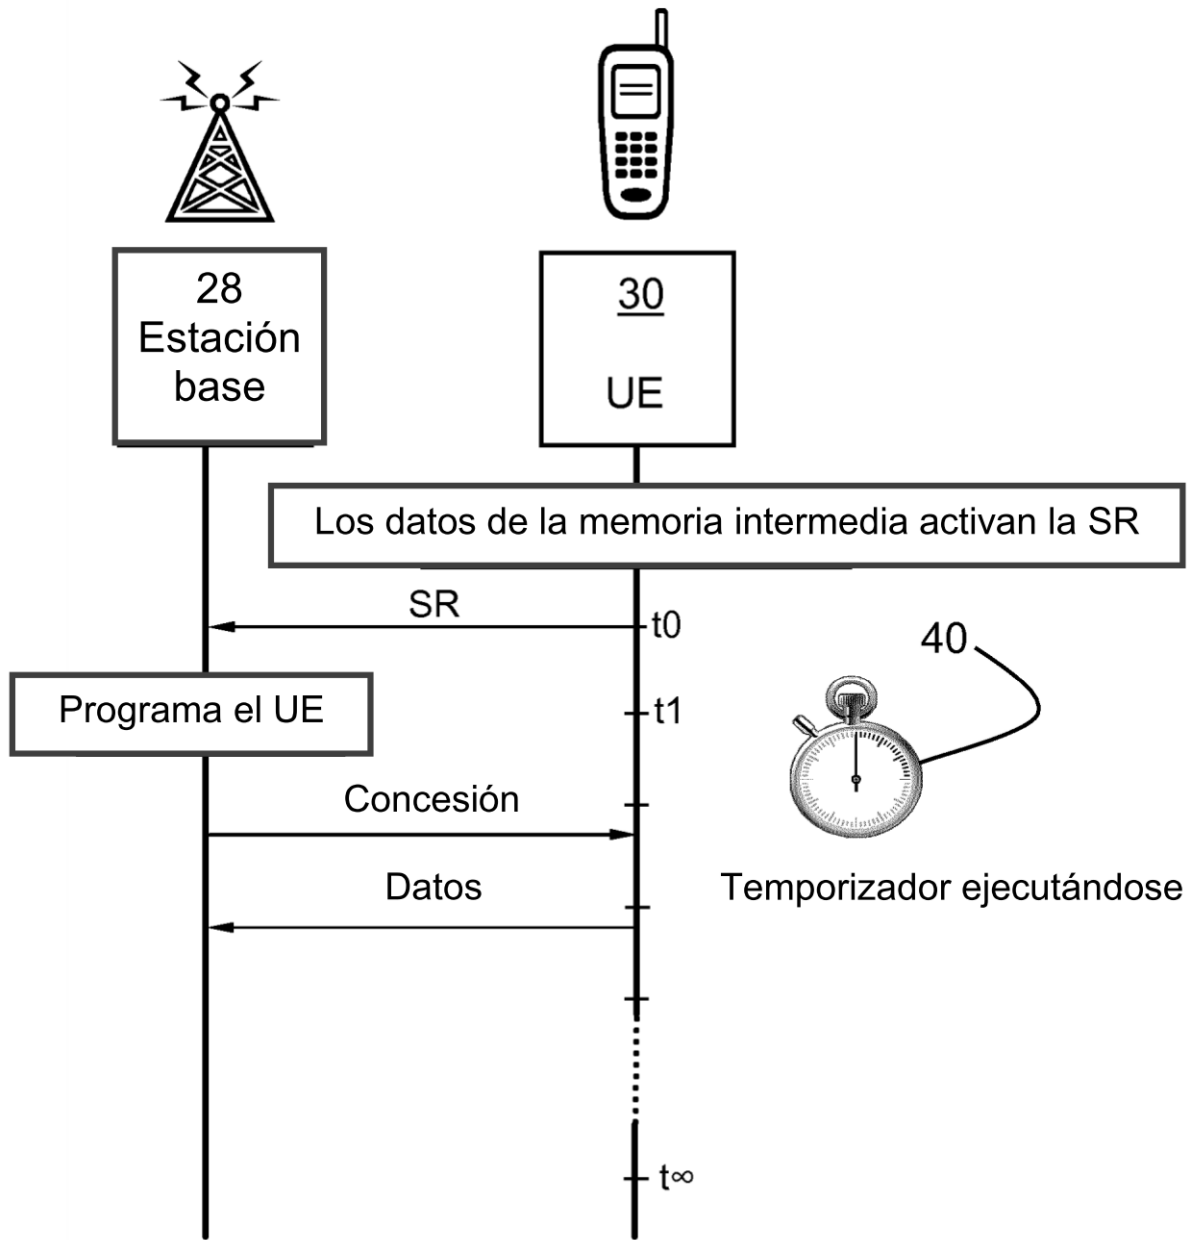 28
Estación
base
30
UE
Los datos de la memoria intermedia activan la SR
SR
t0
40
Programa el UE
t1
Concesión
Datos
Temporizador ejecutándose
t∞